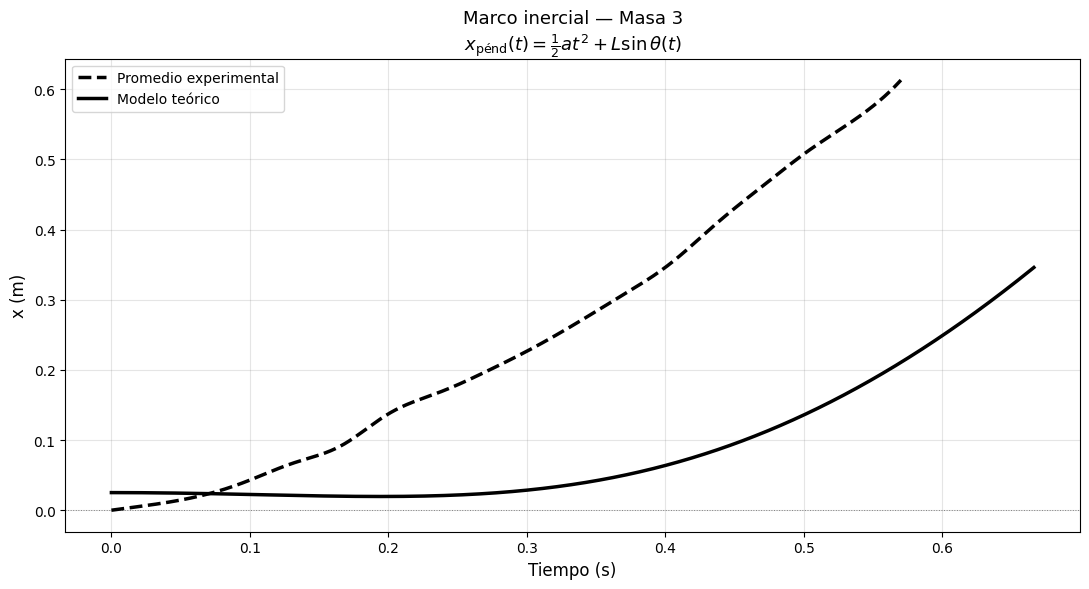 Marco inercial — Masa 3
x_pénd(t) = ½at² + L sin θ(t)
Promedio experimental
Modelo teórico
x (m)
0.6
0.5
0.4
0.3
0.2
0.1
0.0
0.0 0.1 0.2 0.3 0.4 0.5 0.6
Tiempo (s)